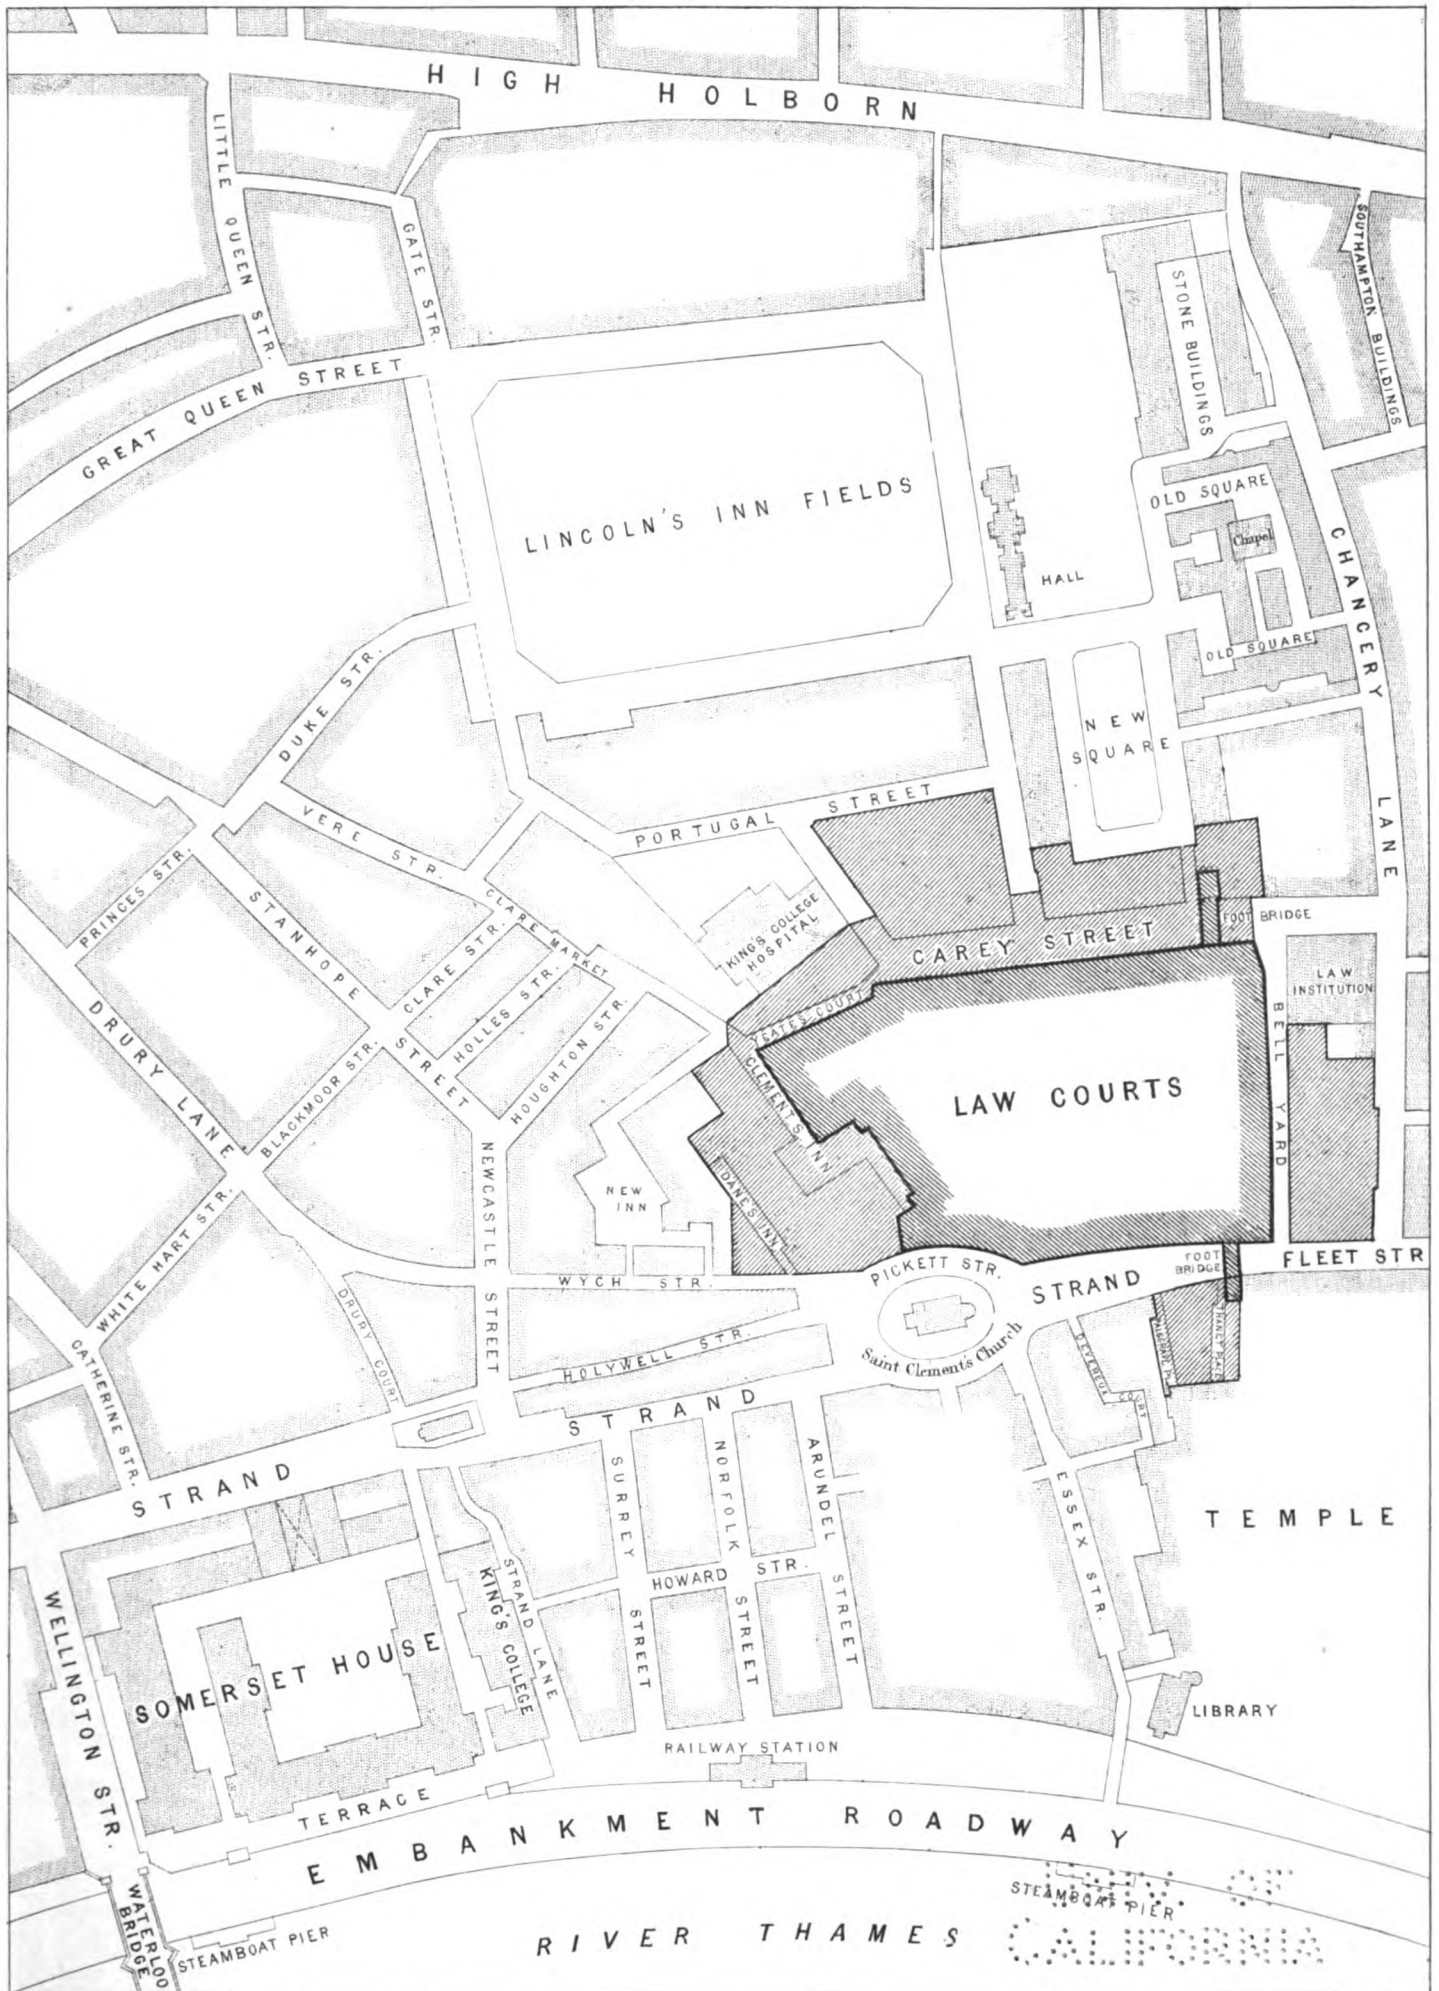 HIGH HOLBORN
LITTLE QUEEN STR.
GATE STR.
SOUTHAMPTON BUILDINGS
STONE BUILDINGS
GREAT QUEEN STREET
LINCOLN'S INN FIELDS
OLD SQUARE
Chapel
HALL
CHANCERY LANE
OLD SQUARE
DUKE STR.
NEW
SQUARE
VERE STR.
PORTUGAL STREET
PRINCES STR.
STANHOPE STREET
CLARE MARKET
KING'S COLLEGE
HOSPITAL
CLARE STR.
FOOT BRIDGE
CAREY STREET
HOLLES STR.
LAW
INSTITUTION
HOUGHTON STR.
YEATES COURT
DRURY LANE
BELL YARD
BLACKMOOR STR.
CLEMENTS INN
LAW COURTS
NEWCASTLE STREET
DANES INN
NEW
INN
WHITE HART STR.
WYCH STR.
PICKETT STR.
FOOT
BRIDGE
FLEET STR
STRAND
DRURY COURT
Saint Clement's Church
THANET PLACE
DEVEREUX COURT
HOLYWELL STR.
CATHERINE STR.
STRAND
STRAND
SURREY STREET
NORFOLK STREET
ARUNDEL STREET
ESSEX STR.
TEMPLE
HOWARD STR.
STRAND LANE
KING'S COLLEGE
WELLINGTON STR.
SOMERSET HOUSE
LIBRARY
RAILWAY STATION
TERRACE
EMBANKMENT ROADWAY
WATERLOO
BRIDGE
STEAMBOAT PIER
STEAMBOAT PIER
RIVER THAMES
OF
CALIFORNIA